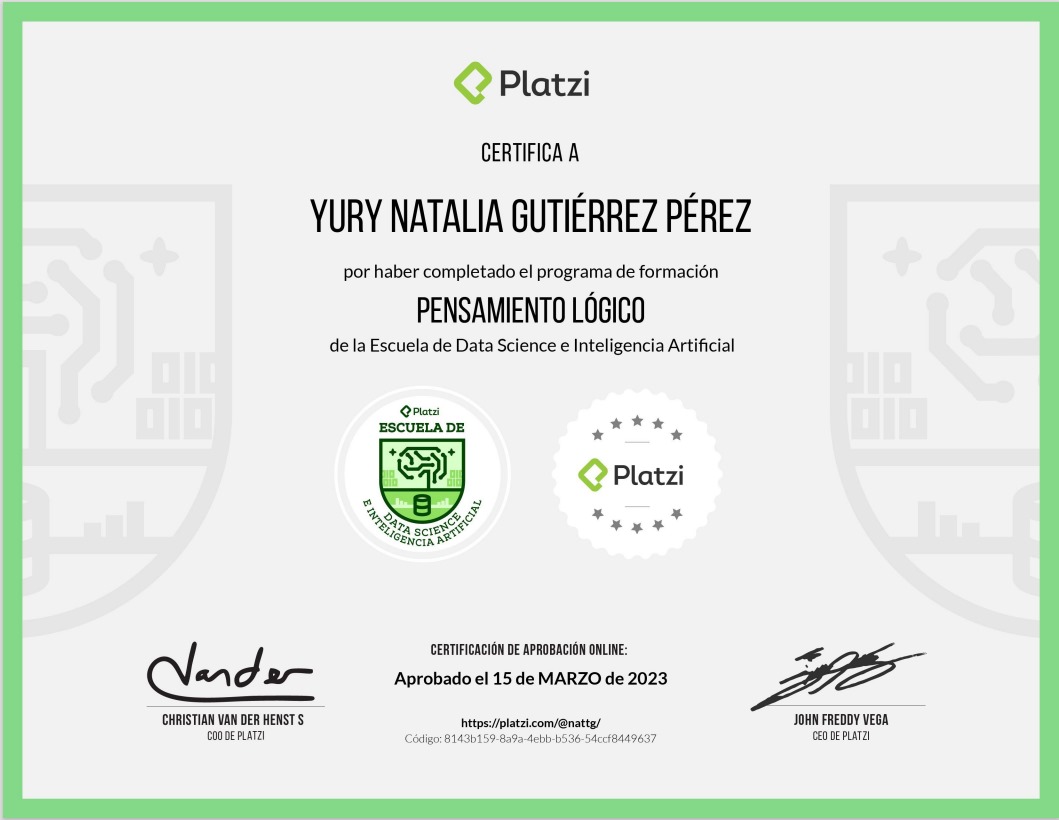 Platzi
CERTIFICA A
YURY NATALIA GUTIÉRREZ PÉREZ
por haber completado el programa de formación
PENSAMIENTO LÓGICO
de la Escuela de Data Science e Inteligencia Artificial
Platzi
ESCUELA DE
DATA SCIENCE
E INTELIGENCIA ARTIFICIAL
Platzi
Vander
CHRISTIAN VAN DER HENST S
COO DE PLATZI
CERTIFICACIÓN DE APROBACIÓN ONLINE:
Aprobado el 15 de MARZO de 2023
https://platzi.com/@nattg/
Código: 8143b159-8a9a-4ebb-b536-54ccf8449637
JOHN FREDDY VEGA
CEO DE PLATZI